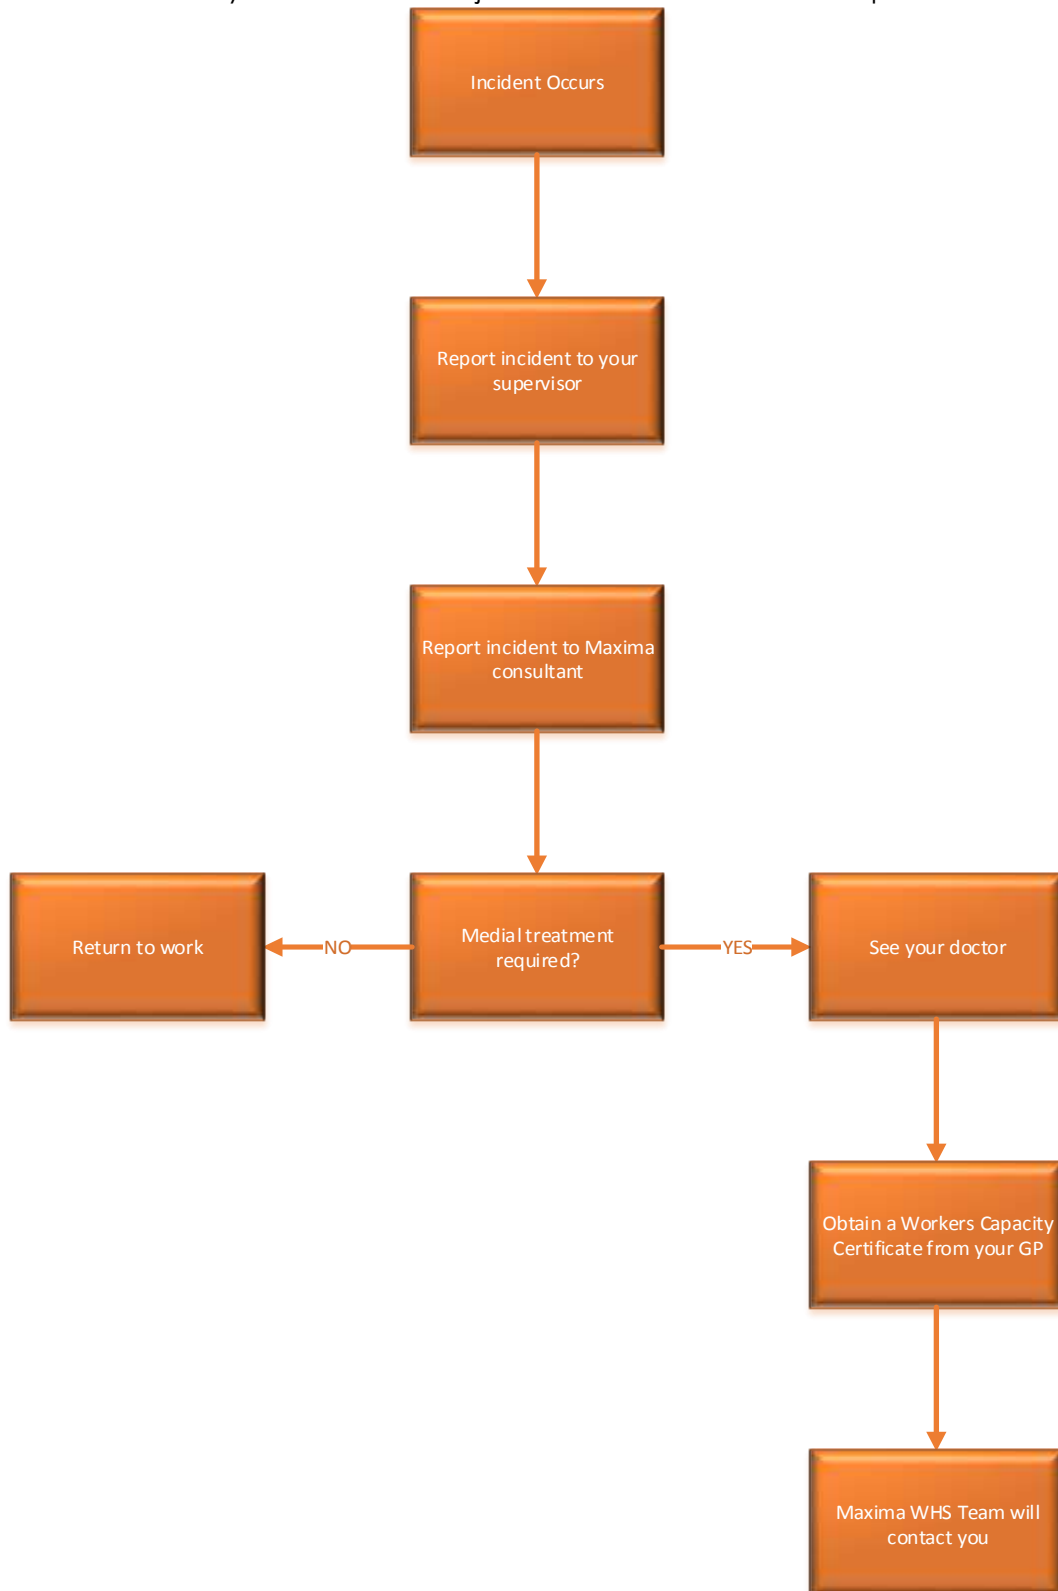 Incident Occurs
Report incident to your
supervisor
Report incident to Maxima
consultant
Return to work
NO
Medial treatment
required?
YES
See your doctor
Obtain a Workers Capacity
Certificate from your GP
Maxima WHS Team will
contact you